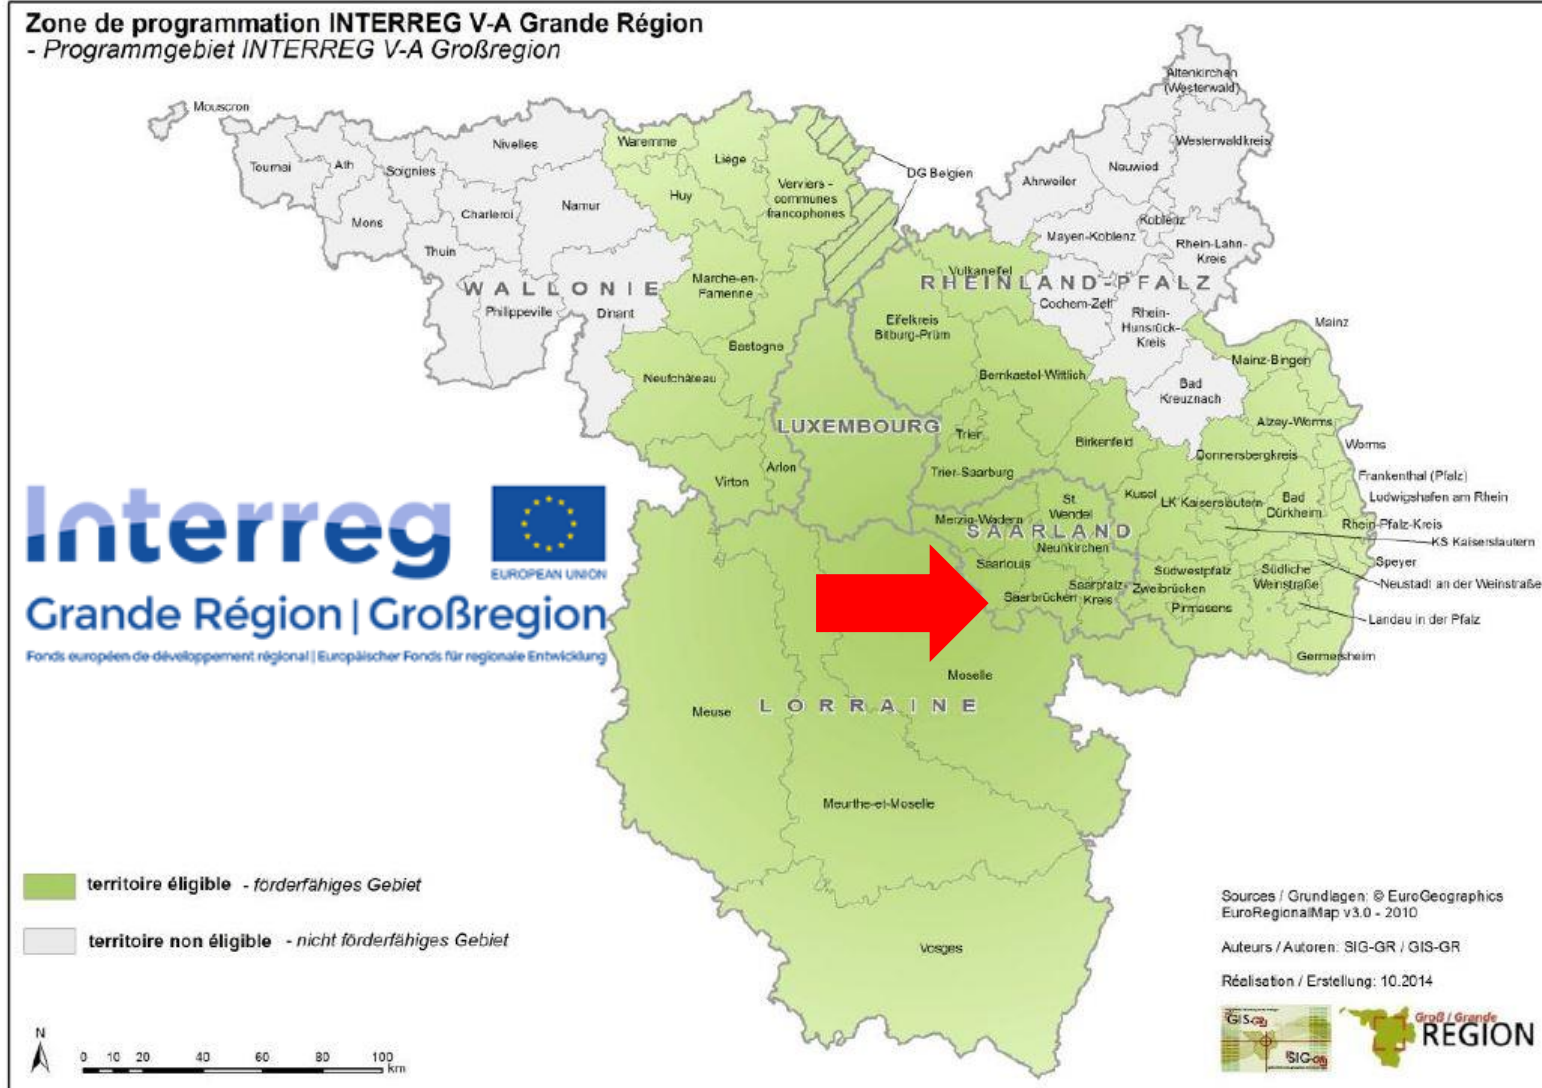 Zone de programmation INTERREG V-A Grande Région
- Programmgebiet INTERREG V-A Großregion
Altenkirchen
(Westerwald)
Mouscron
Westerwaldkreis
Nivelles
Waremme
Tournai
Ath
Soignies
Liège
Neuwied
DG Belgien
Ahrweiler
Huy
Verviers -
communes
francophones
Namur
Charleroi
Mons
Koblenz
Mayen-Koblenz
Rhein-Lahn-
Kreis
Thuin
Vulkaneifel
WALLONIE
RHEINLAND-PFALZ
Marche-en-
Famenne
Cochem-Zell
Philippeville
Dinant
Rhein-
Hunsrück-
Kreis
Eifelkreis
Bitburg-Prüm
Mainz
Bastogne
Mainz-Bingen
Neufchâteau
Bernkastel-Wittlich
Bad
Kreuznach
LUXEMBOURG
Alzey-Worms
Trier
Birkenfeld
Worms
Donnersbergkreis
Arlon
Trier-Saarburg
Virton
Frankenthal (Pfalz)
Kusel
LK Kaiserslautern
Bad
Dürkheim
Ludwigshafen am Rhein
St.
Wendel
Merzig-Wadern
SAARLAND
Rhein-Pfalz-Kreis
KS Kaiserslautern
Neunkirchen
Saarlouis
Speyer
Südwestpfalz
Südliche
Weinstraße
Neustadt an der Weinstraße
Saarpfalz-
Kreis
Zweibrücken
Saarbrücken
Pirmasens
Landau in der Pfalz
Germersheim
Interreg
EUROPEAN UNION
Grande Région | Großregion
Fonds européen de développement régional | Europäischer Fonds für regionale Entwicklung
Moselle
LORRAINE
Meuse
Meurthe-et-Moselle
Vosges
territoire éligible - förderfähiges Gebiet
territoire non éligible - nicht förderfähiges Gebiet
Sources / Grundlagen: © EuroGeographics
EuroRegionalMap v3.0 - 2010
Auteurs / Autoren: SIG-GR / GIS-GR
Réalisation / Erstellung: 10.2014
GIS-GR
SIG-GR
Groß / Grande
REGION
N
0 10 20 40 60 80 100
km